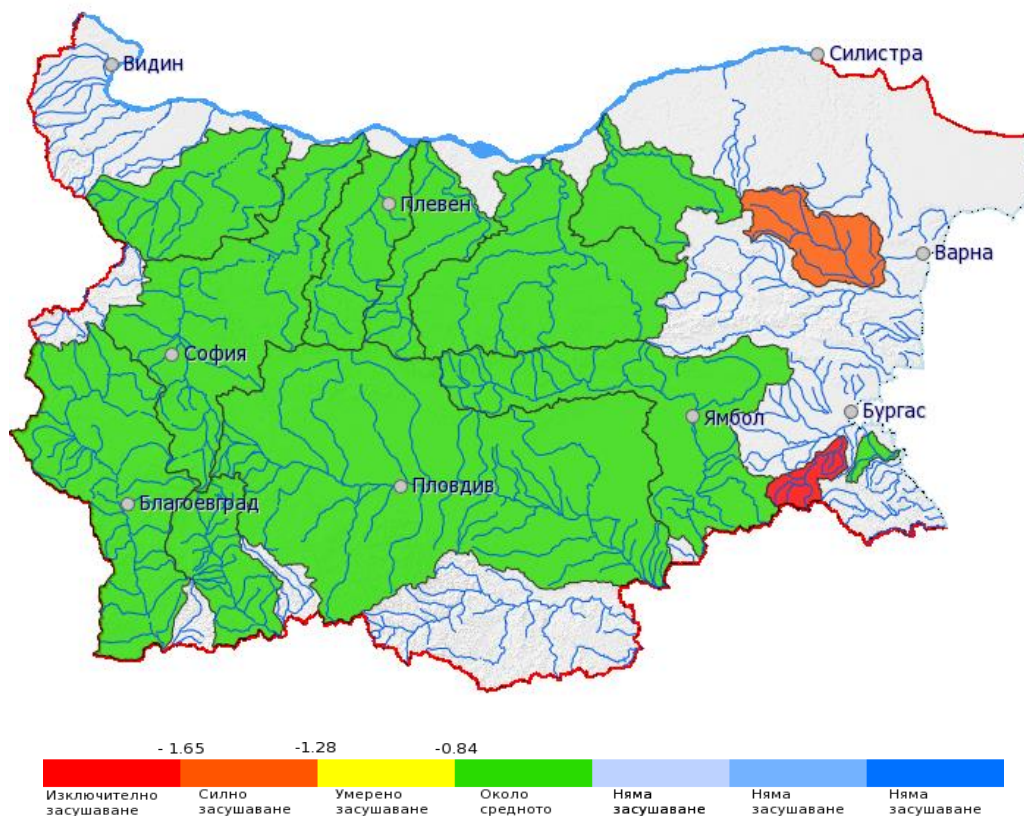 Силистра
Видин
Плевен
Варна
София
Бургас
Ямбол
Пловдив
Благоевград
- 1.65 -1.28 -0.84
Изключително Силно Умерено Около Няма Няма Няма
засушаване засушаване засушаване средното засушаване засушаване засушаване